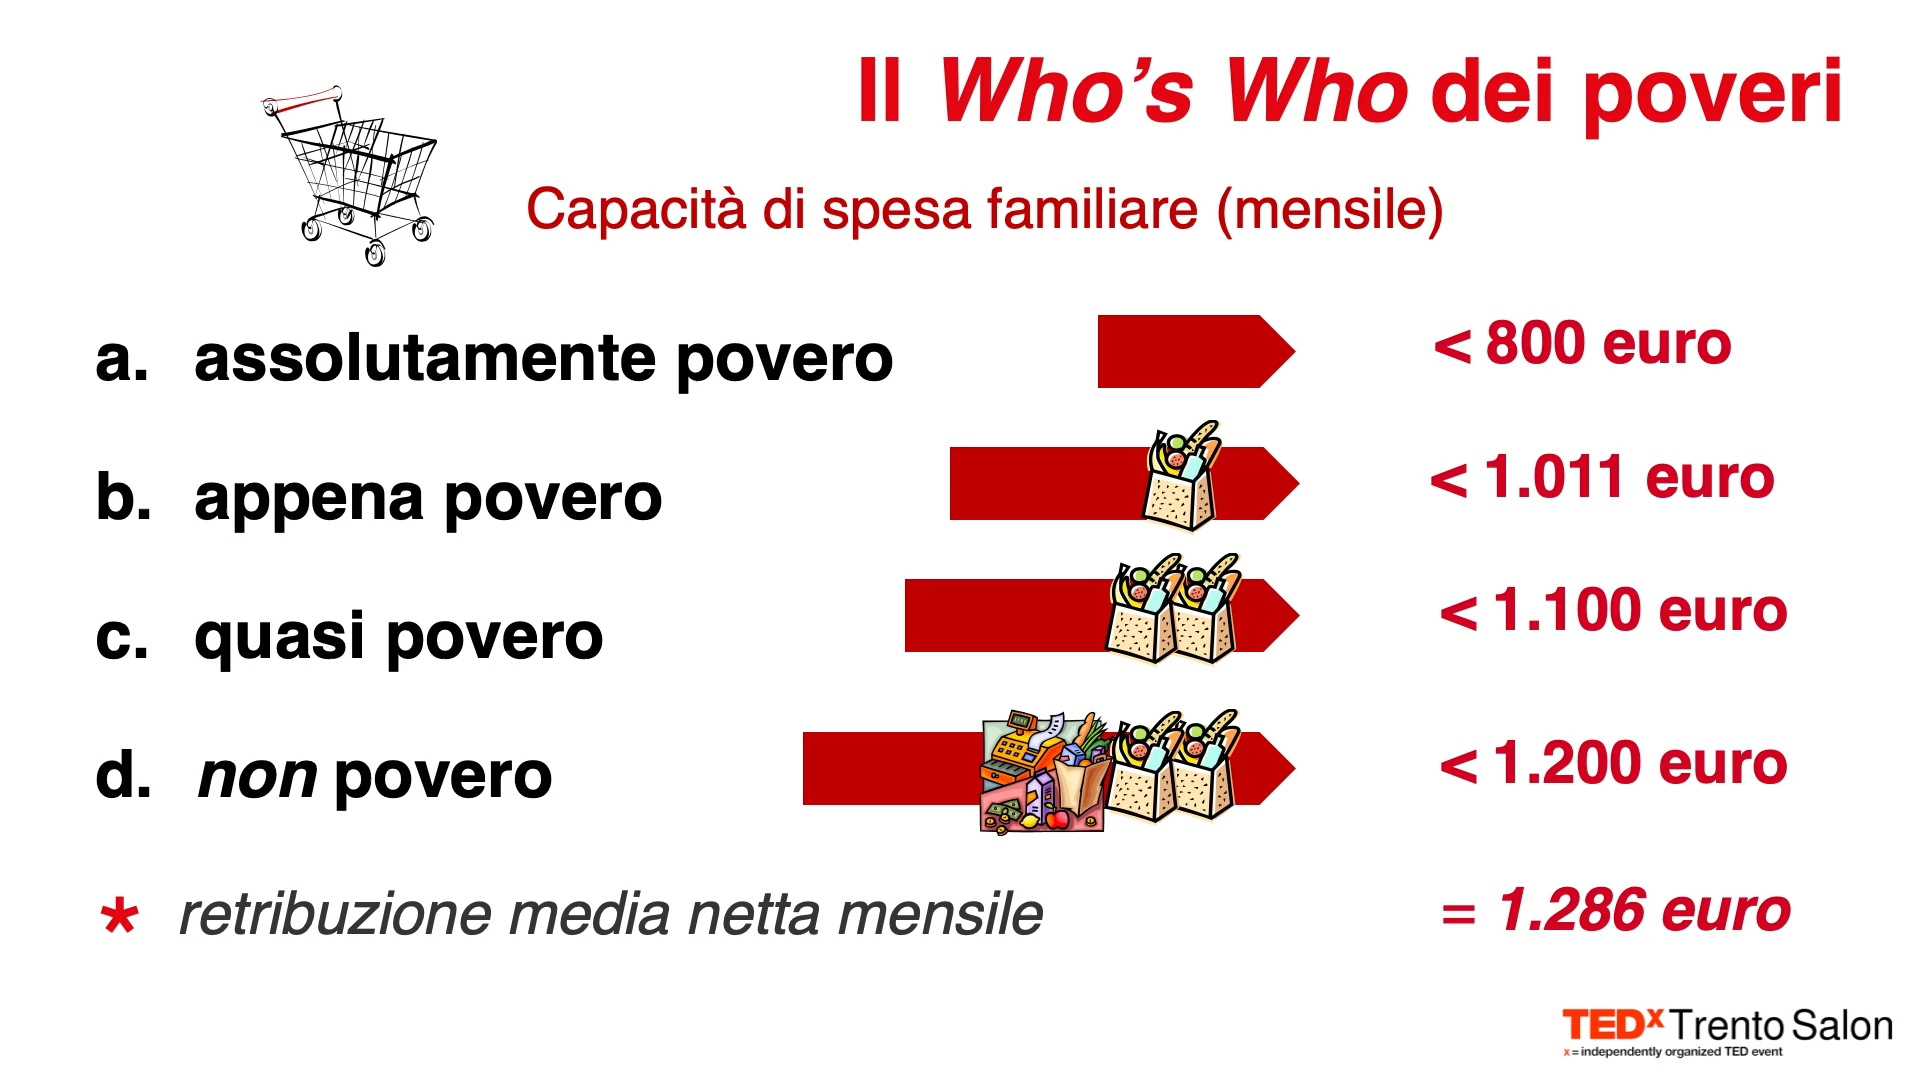 Il Who’s Who dei poveri
Capacità di spesa familiare (mensile)
a. assolutamente povero < 800 euro
b. appena povero < 1.011 euro
c. quasi povero < 1.100 euro
d. non povero < 1.200 euro
* retribuzione media netta mensile = 1.286 euro
TEDx Trento Salon
x = independently organized TED event